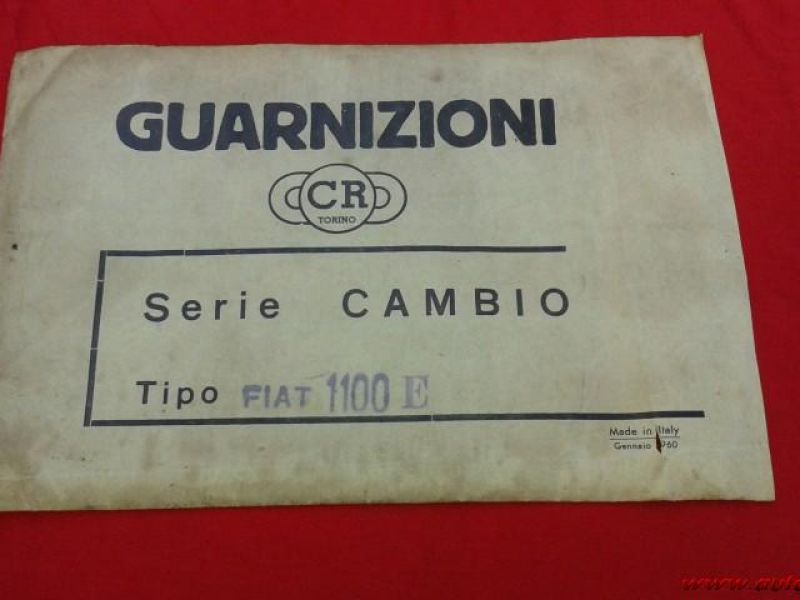 GUARNIZIONI
CR
TORINO
Serie CAMBIO
Tipo FIAT 1100 E
Made in Italy
Gennaio 1960